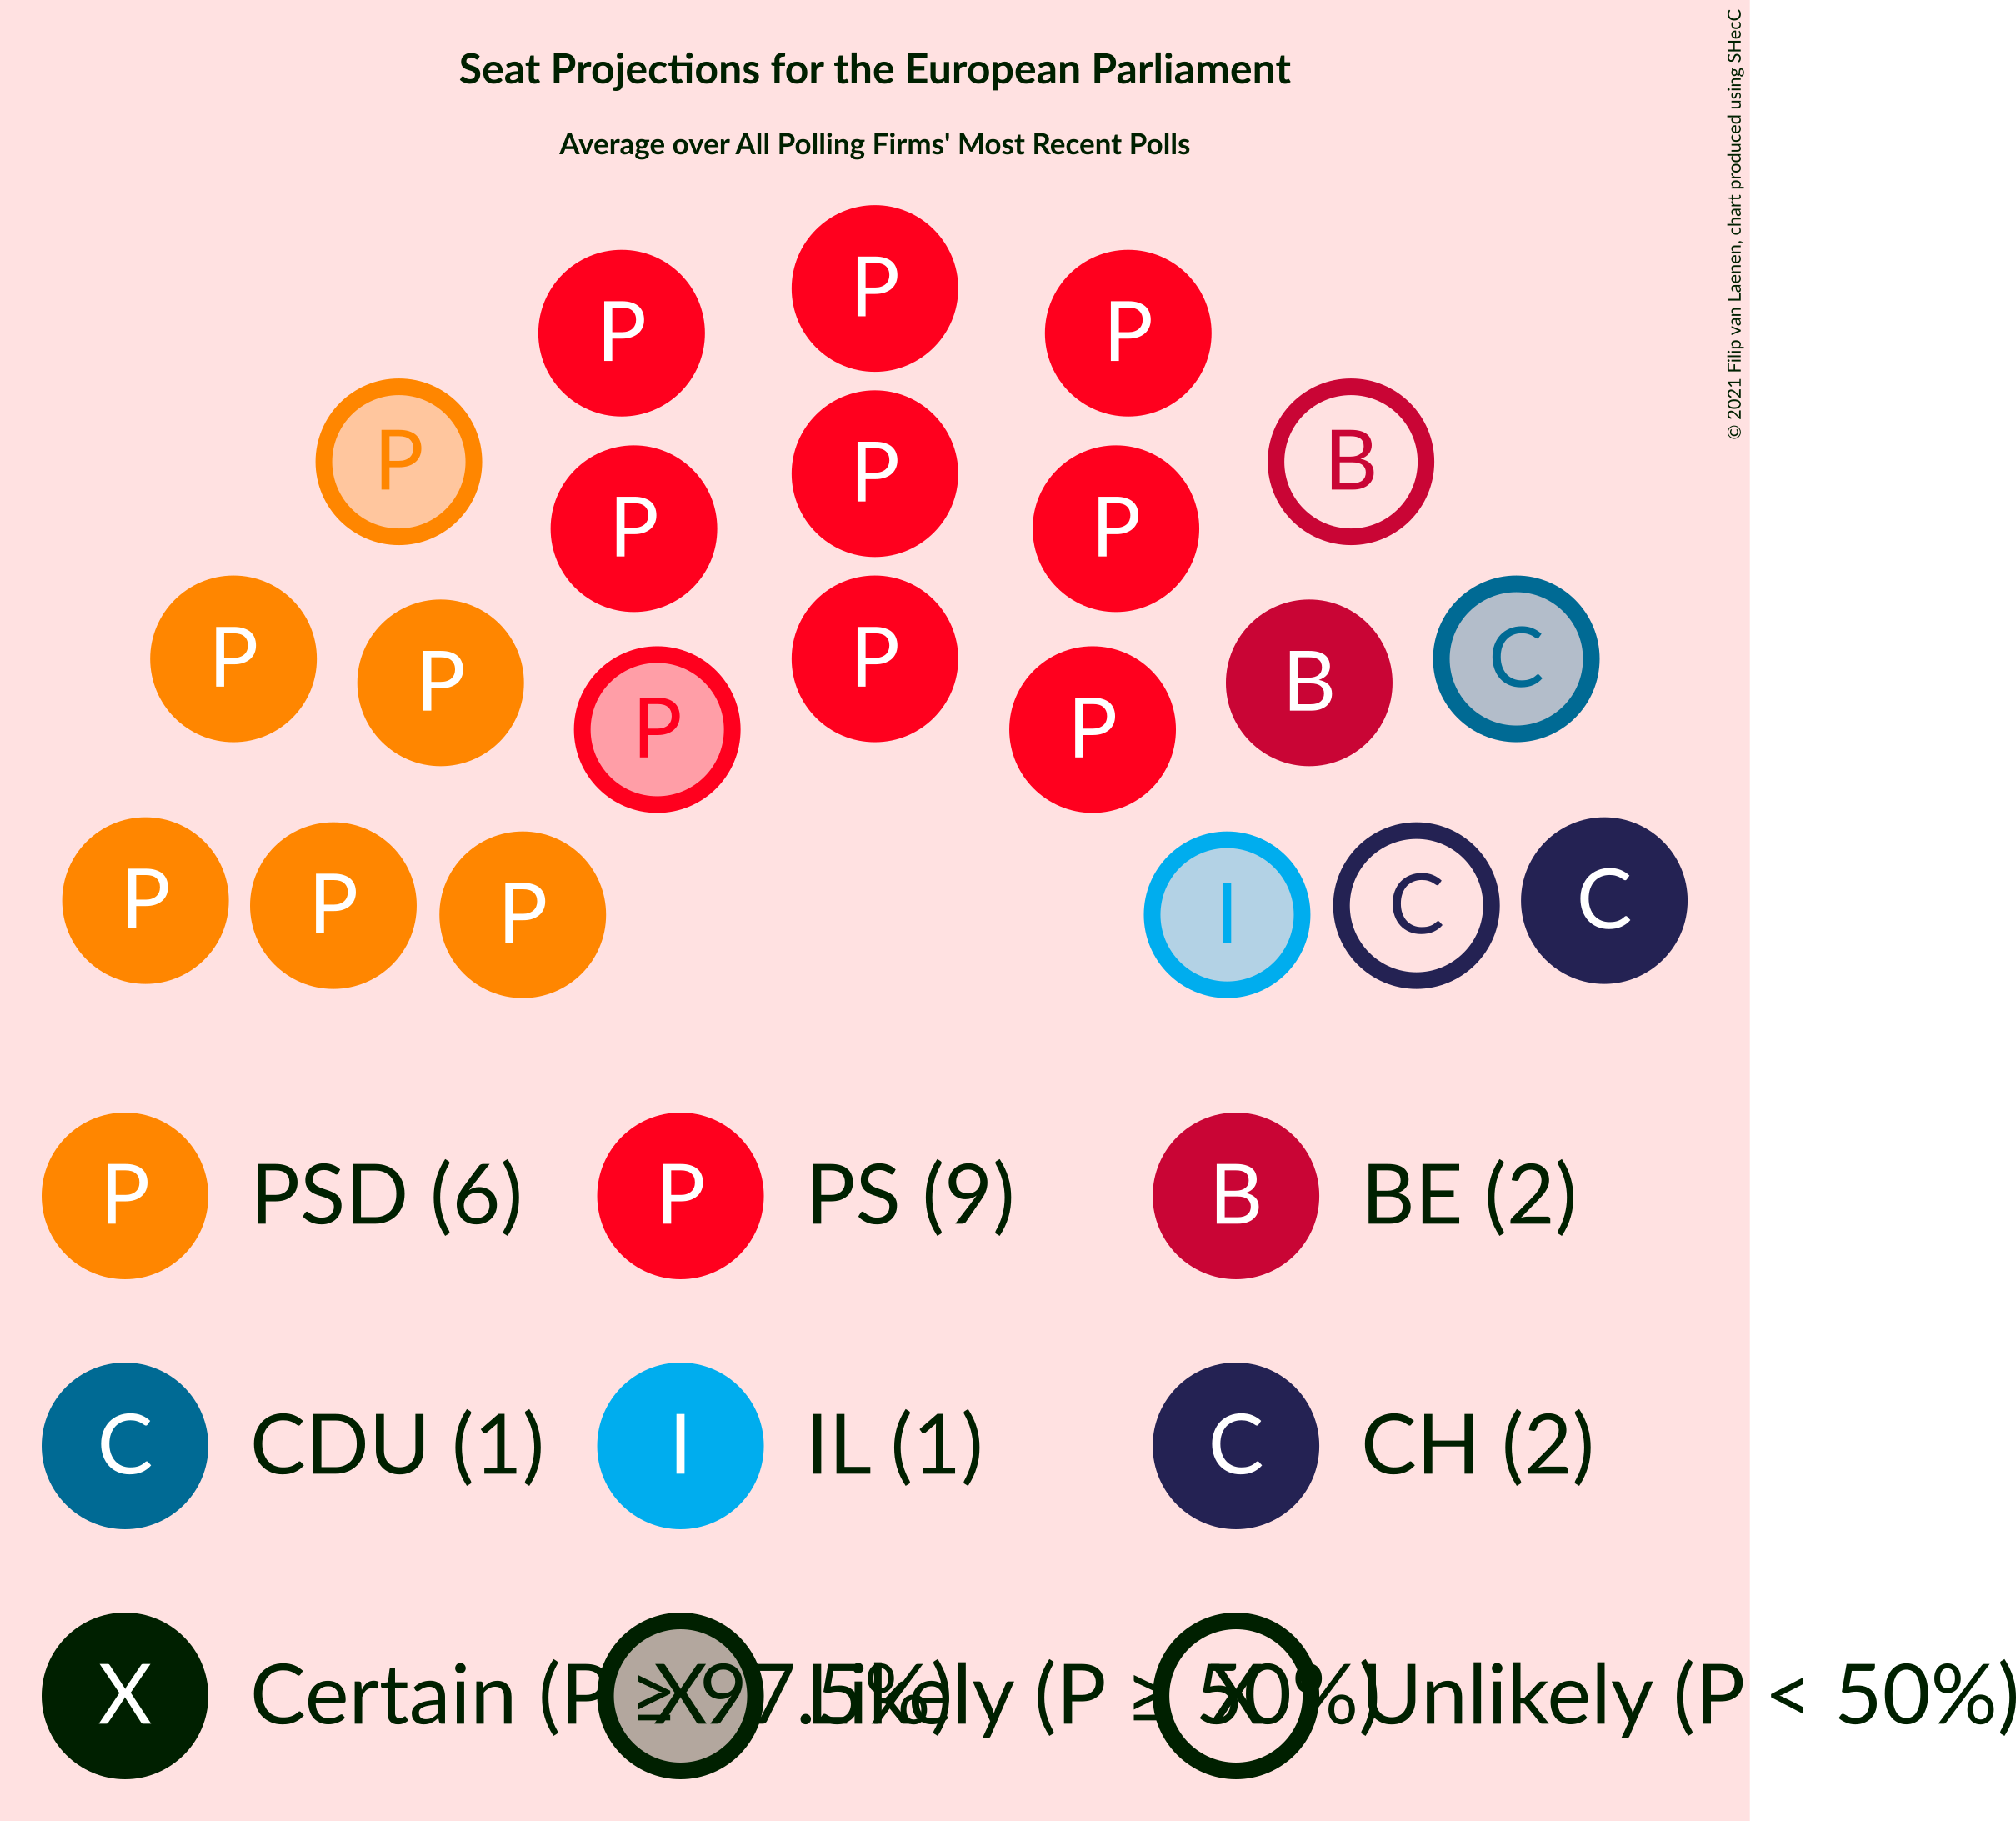 Seat Projections for the European Parliament
Average over All Polling Firms' Most Recent Polls
© 2021 Filip van Laenen, chart produced using SHecC
P
P P
P B
P
P P
P P C
P P B
P P
P P P I C C
P PSD (6) P PS (9) B BE (2)
C CDU (1) I IL (1) C CH (2)
X Certain (P ≥ 97.5%) X Likely (P ≥ 50%) X Unlikely (P < 50%)